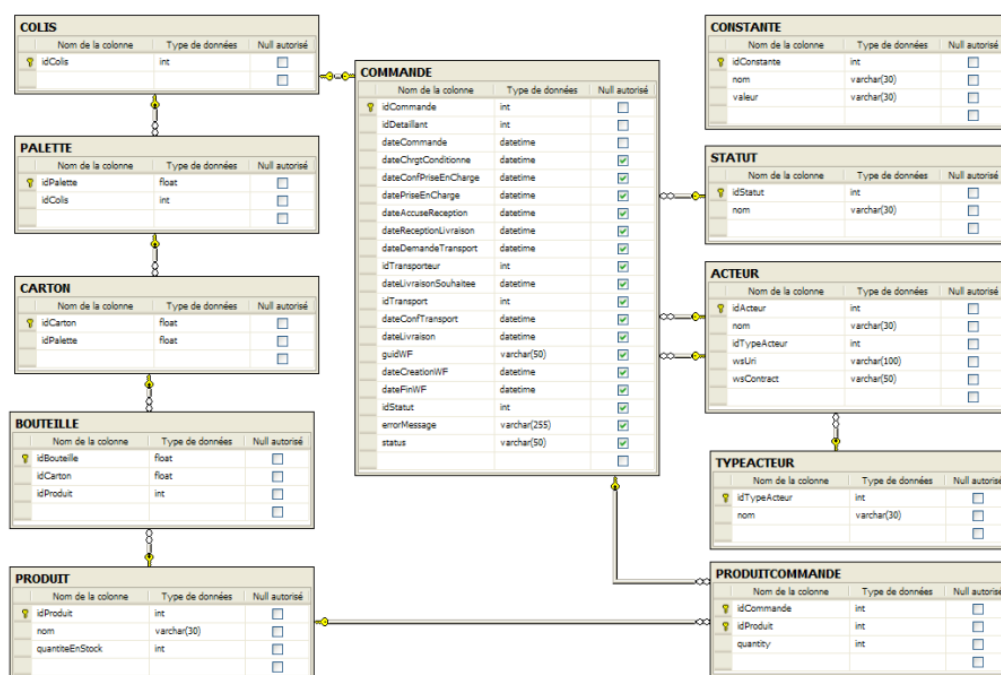 COLIS
Nom de la colonne Type de données Null autorisé
idColis int
PALETTE
Nom de la colonne Type de données Null autorisé
idPalette float
idColis int
CARTON
Nom de la colonne Type de données Null autorisé
idCarton float
idPalette float
BOUTEILLE
Nom de la colonne Type de données Null autorisé
idBouteille float
idCarton float
idProduit int
PRODUIT
Nom de la colonne Type de données Null autorisé
idProduit int
nom varchar(30)
quantiteEnStock int
COMMANDE
Nom de la colonne Type de données Null autorisé
idCommande int
idDetaillant int
dateCommande datetime
dateChrgtConditionne datetime
dateConfPriseEnCharge datetime
datePriseEnCharge datetime
dateAccuseReception datetime
dateReceptionLivraison datetime
dateDemandeTransport datetime
idTransporteur int
dateLivraisonSouhaitee datetime
idTransport int
dateConfTransport datetime
dateLivraison datetime
guidWF varchar(50)
dateCreationWF datetime
dateFinWF datetime
idStatut int
errorMessage varchar(255)
status varchar(50)
CONSTANTE
Nom de la colonne Type de données Null autorisé
idConstante int
nom varchar(30)
valeur varchar(30)
STATUT
Nom de la colonne Type de données Null autorisé
idStatut int
nom varchar(30)
ACTEUR
Nom de la colonne Type de données Null autorisé
idActeur int
nom varchar(30)
idTypeActeur int
wsUri varchar(100)
wsContract varchar(50)
TYPEACTEUR
Nom de la colonne Type de données Null autorisé
idTypeActeur int
nom varchar(30)
PRODUITCOMMANDE
Nom de la colonne Type de données Null autorisé
idCommande int
idProduit int
quantity int